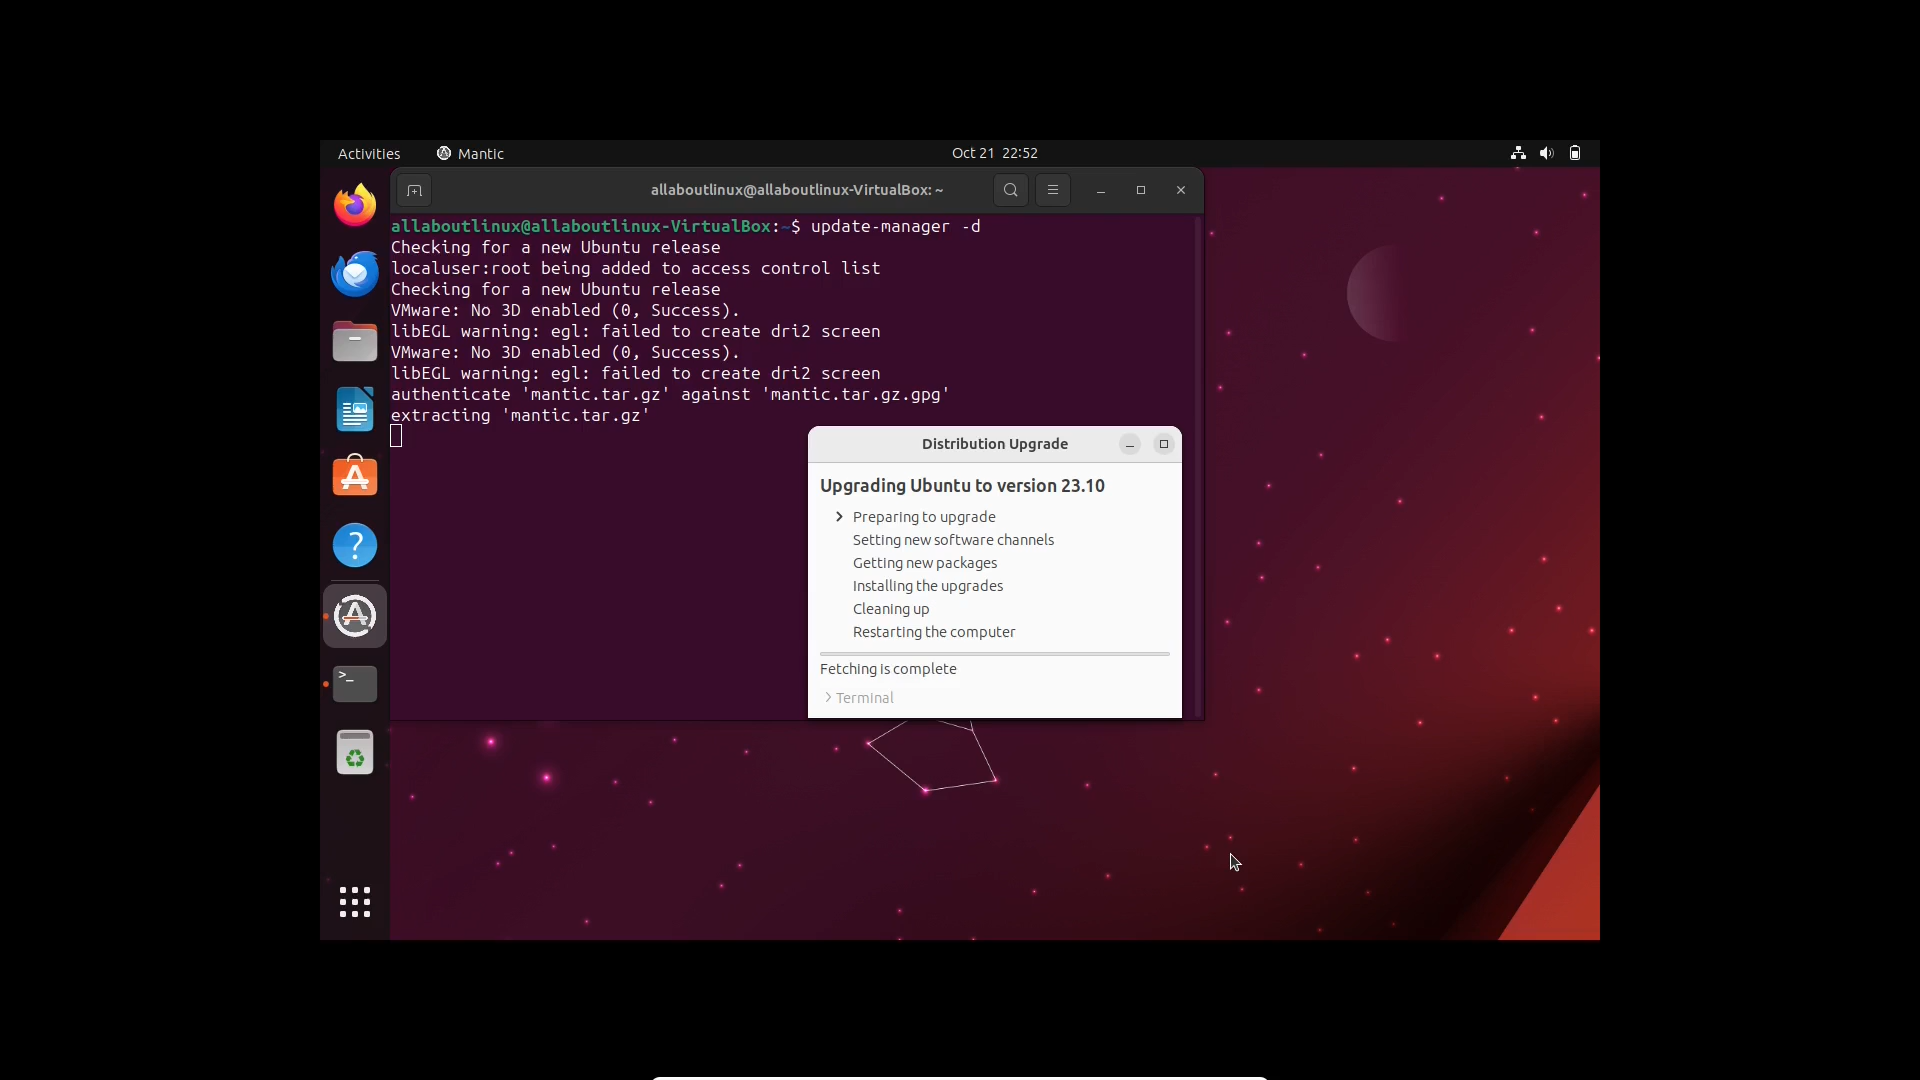 Activities
Mantic
Oct 21 22:52
allaboutlinux@allaboutlinux-VirtualBox: ~
allaboutlinux@allaboutlinux-VirtualBox:~$ update-manager -d
Checking for a new Ubuntu release
localuser:root being added to access control list
Checking for a new Ubuntu release
VMware: No 3D enabled (0, Success).
libEGL warning: egl: failed to create dri2 screen
VMware: No 3D enabled (0, Success).
libEGL warning: egl: failed to create dri2 screen
authenticate 'mantic.tar.gz' against 'mantic.tar.gz.gpg'
extracting 'mantic.tar.gz'
Distribution Upgrade
Upgrading Ubuntu to version 23.10
Preparing to upgrade
Setting new software channels
Getting new packages
Installing the upgrades
Cleaning up
Restarting the computer
Fetching is complete
Terminal